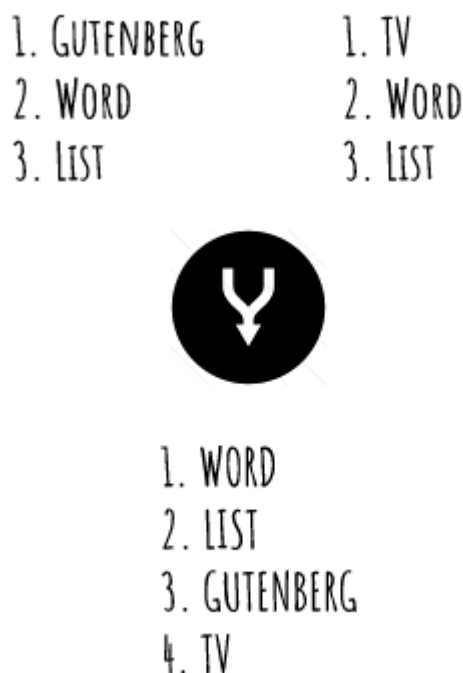 1. Gutenberg
2. Word
3. List
1. TV
2. Word
3. List
1. WORD
2. LIST
3. GUTENBERG
4. TV